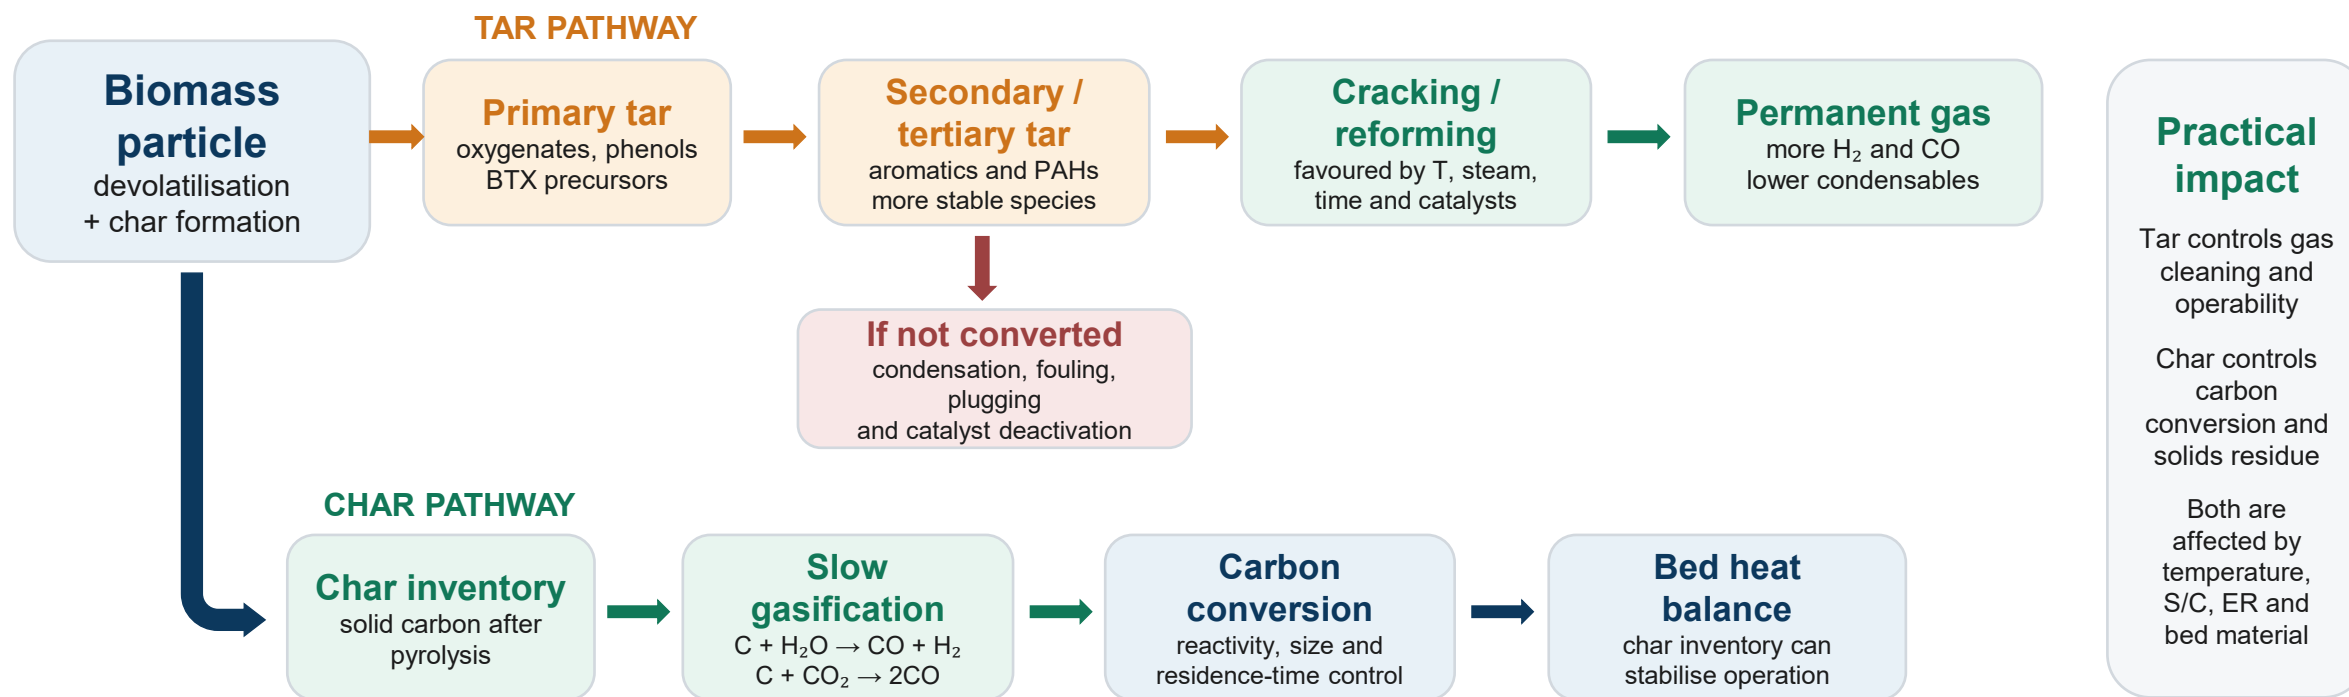 TAR PATHWAY
Biomass
particle
devolatilisation
+ char formation
Primary tar
oxygenates, phenols
BTX precursors
Secondary /
tertiary tar
aromatics and PAHs
more stable species
Cracking /
reforming
favoured by T, steam,
time and catalysts
Permanent gas
more H₂ and CO
lower condensables
If not converted
condensation, fouling,
plugging
and catalyst deactivation
CHAR PATHWAY
Char inventory
solid carbon after
pyrolysis
Slow
gasification
C + H₂O → CO + H₂
C + CO₂ → 2CO
Carbon
conversion
reactivity, size and
residence-time control
Bed heat
balance
char inventory can
stabilise operation
Practical
impact
Tar controls gas
cleaning and
operability
Char controls
carbon
conversion and
solids residue
Both are
affected by
temperature,
S/C, ER and
bed material